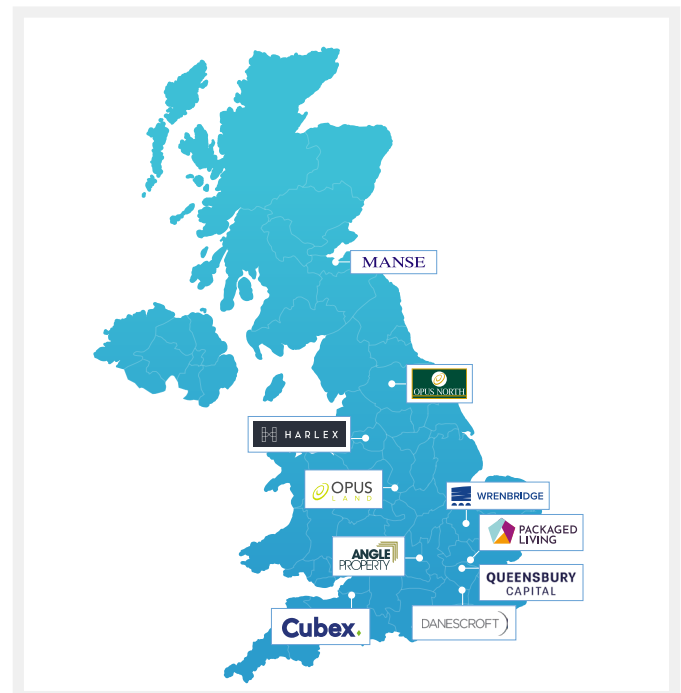 MANSE
OPUS NORTH
HARLEX
OPUS
LAND
WRENBRIDGE
PACKAGED
LIVING
ANGLE
PROPERTY
QUEENSBURY
CAPITAL
Cubex.
DANESCROFT